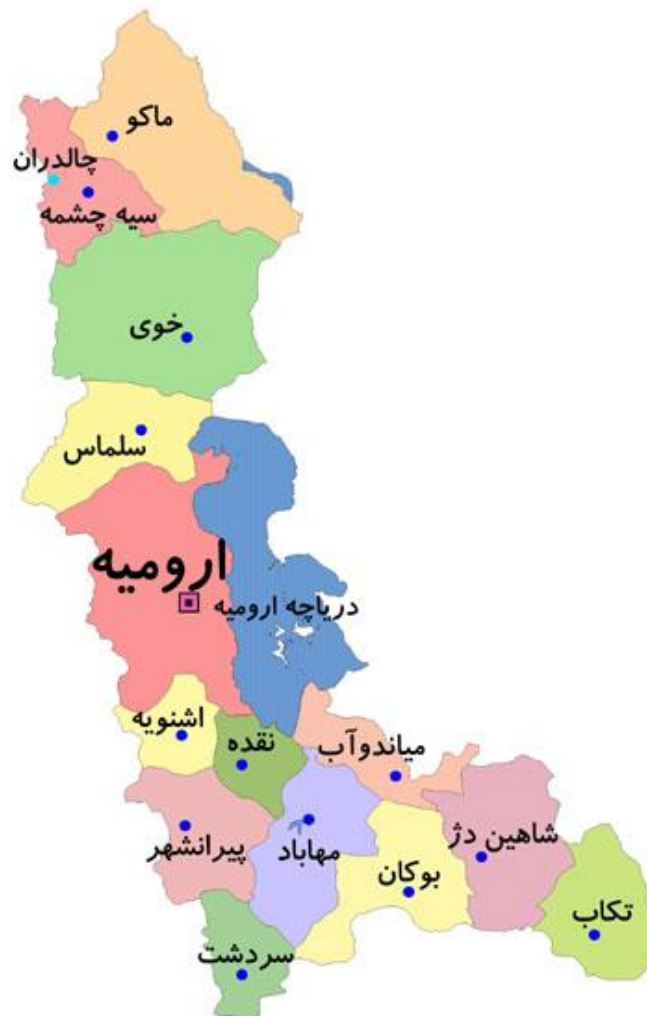 ماکو
چالدران
سیه چشمه
خوی
سلماس
ارومیه
دریاچه ارومیه
اشنویه
نقده
میاندوآب
پیرانشهر
مهاباد
بوکان
شاهین دژ
تکاب
سردشت